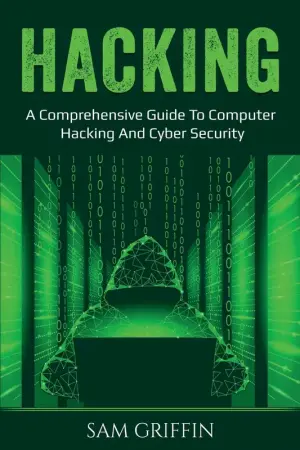 HACKING
A Comprehensive Guide To Computer
Hacking And Cyber Security
SAM GRIFFIN